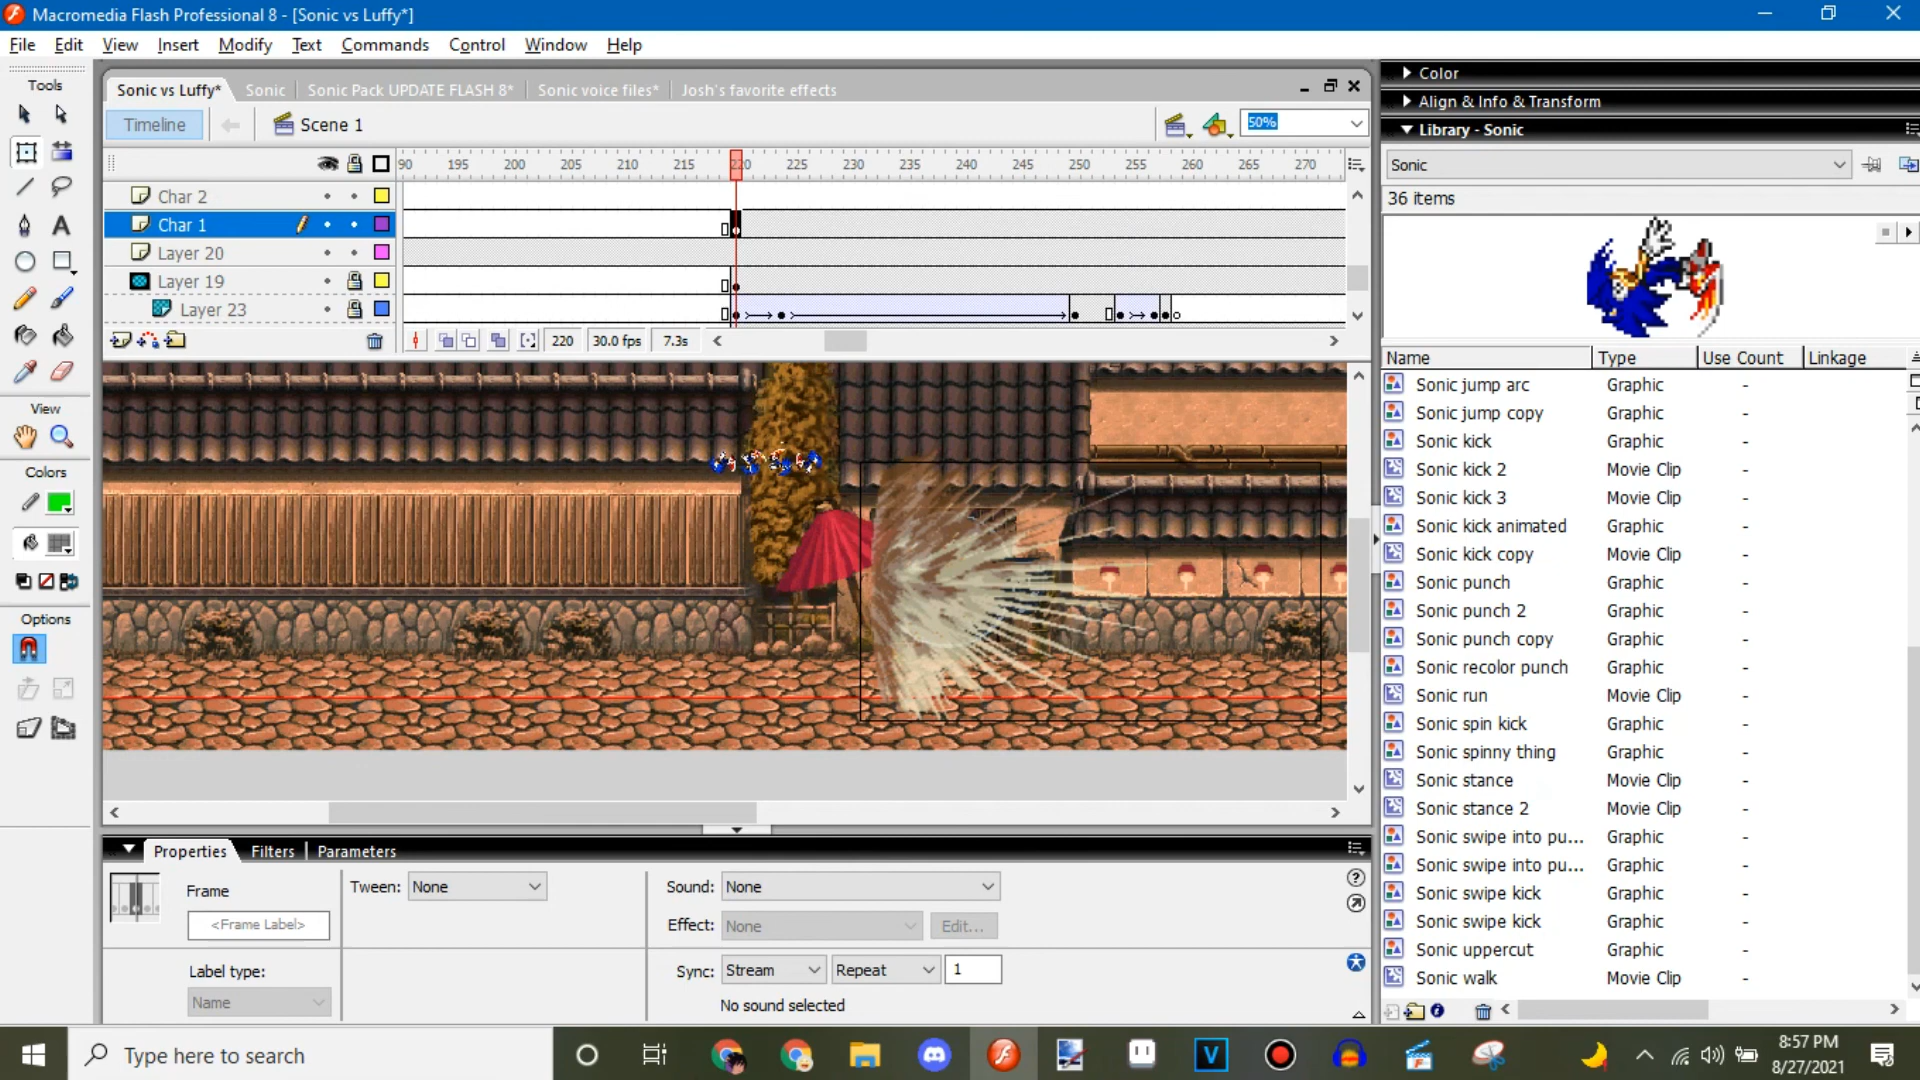 Macromedia Flash Professional 8 - [Sonic vs Luffy*]
File Edit View Insert Modify Text Commands Control Window Help
Tools
View
Colors
Options
Sonic vs Luffy* Sonic Sonic Pack UPDATE FLASH 8* Sonic voice files* Josh's favorite effects
Timeline Scene 1 50%
90 195 200 205 210 215 220 225 230 235 240 245 250 255 260 265 270
Char 2
Char 1
Layer 20
Layer 19
Layer 23
220 30.0 fps 7.3s
Properties Filters Parameters
Frame
<Frame Label>
Label type:
Name
Tween: None
Sound: None
Effect: None Edit...
Sync: Stream Repeat 1
No sound selected
Color
Align & Info & Transform
Library - Sonic
Sonic
36 items
Name Type Use Count Linkage
Sonic jump arc Graphic -
Sonic jump copy Graphic -
Sonic kick Graphic -
Sonic kick 2 Movie Clip -
Sonic kick 3 Movie Clip -
Sonic kick animated Graphic -
Sonic kick copy Movie Clip -
Sonic punch Graphic -
Sonic punch 2 Graphic -
Sonic punch copy Graphic -
Sonic recolor punch Graphic -
Sonic run Movie Clip -
Sonic spin kick Graphic -
Sonic spinny thing Graphic -
Sonic stance Movie Clip -
Sonic stance 2 Movie Clip -
Sonic swipe into pu... Graphic -
Sonic swipe into pu... Graphic -
Sonic swipe kick Graphic -
Sonic swipe kick Graphic -
Sonic uppercut Graphic -
Sonic walk Movie Clip -
Type here to search
8:57 PM
8/27/2021